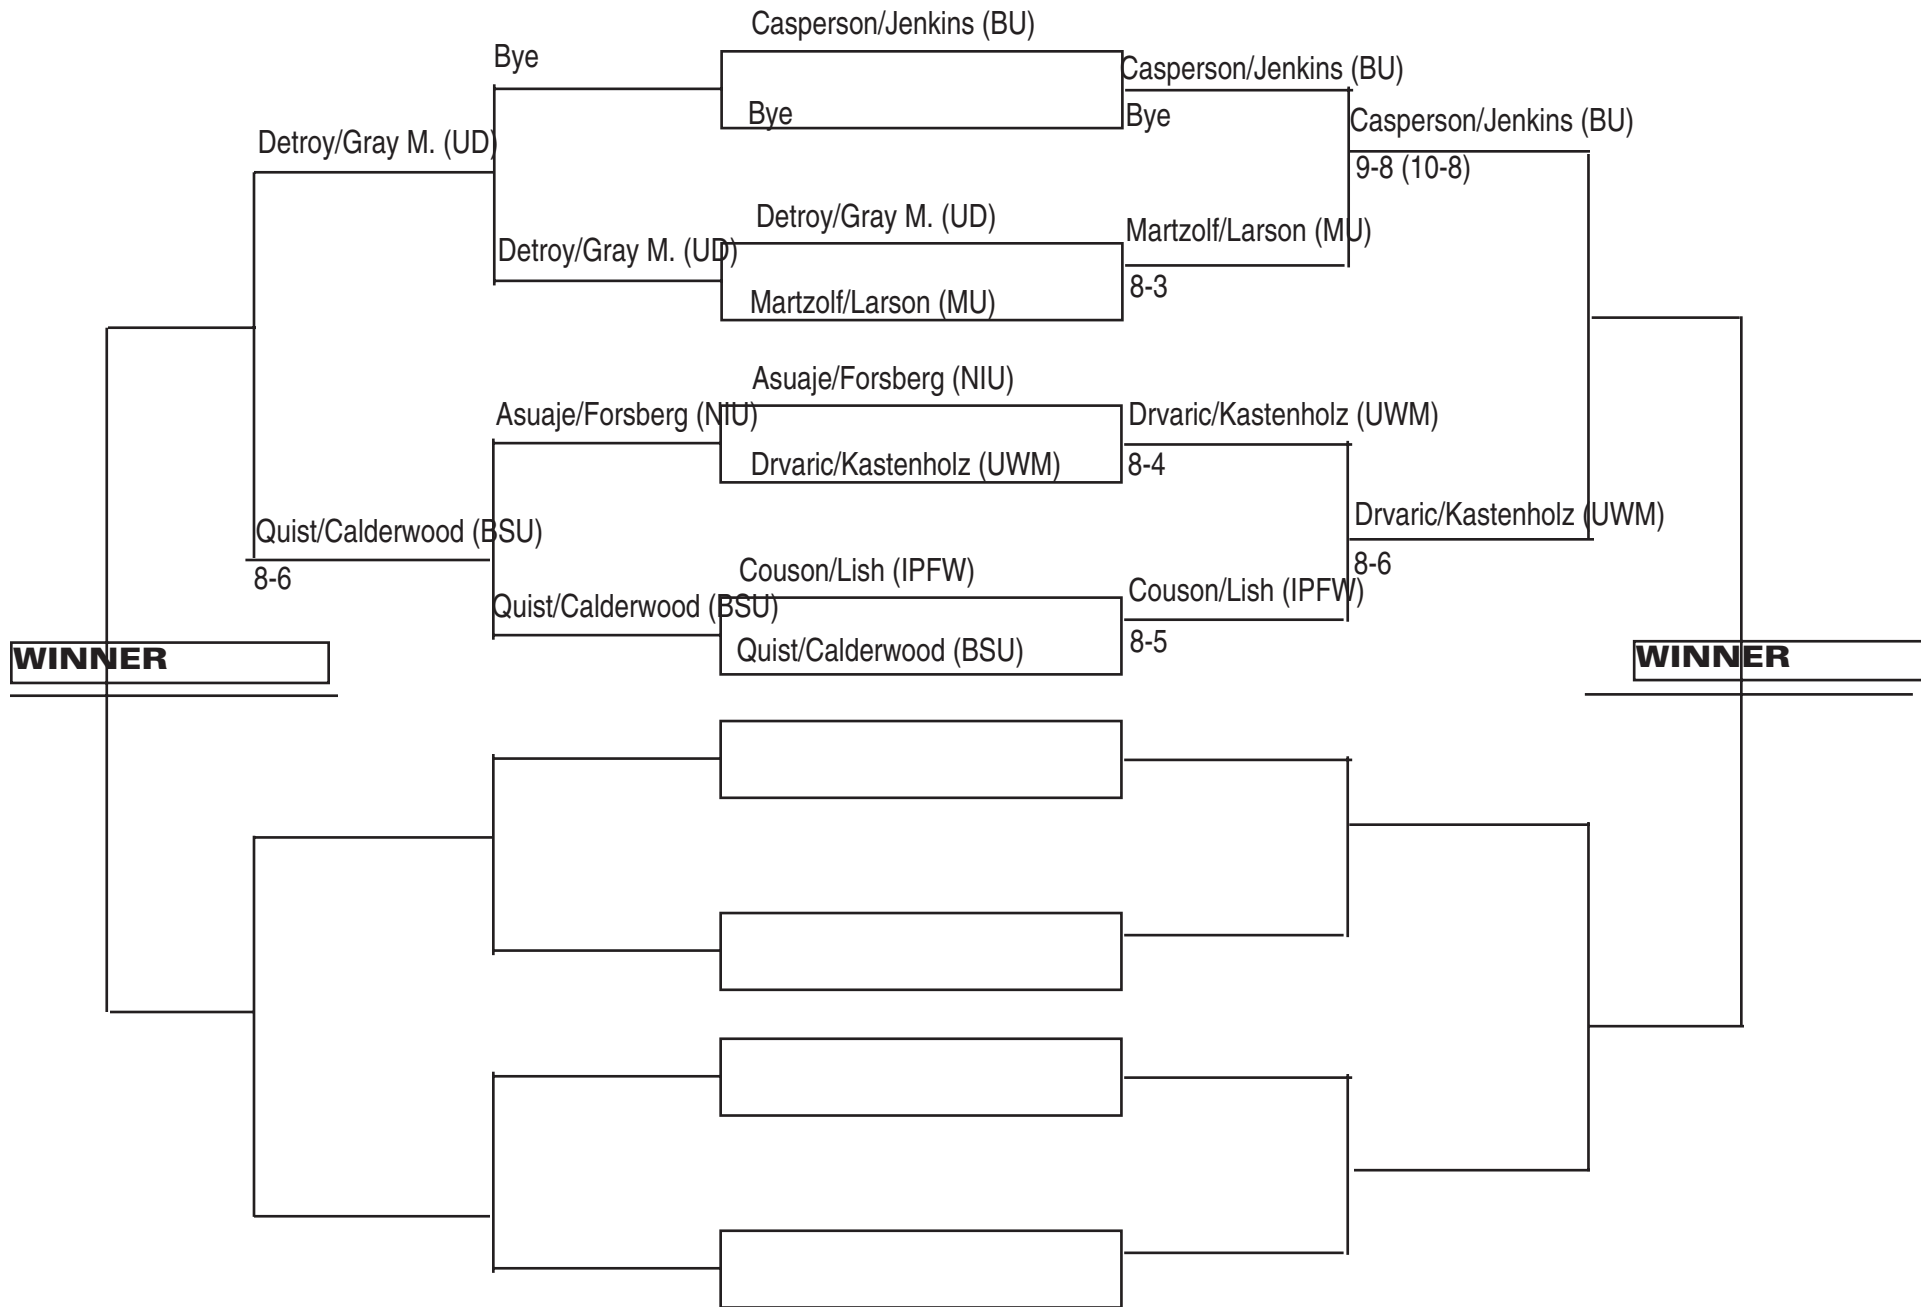 Casperson/Jenkins (BU)
Bye
Casperson/Jenkins (BU)
Bye
Bye
Casperson/Jenkins (BU)
Detroy/Gray M. (UD)
9-8 (10-8)
Detroy/Gray M. (UD)
Martzolf/Larson (MU)
Detroy/Gray M. (UD)
8-3
Martzolf/Larson (MU)
Asuaje/Forsberg (NIU)
Asuaje/Forsberg (NIU)
Drvaric/Kastenholz (UWM)
Drvaric/Kastenholz (UWM)
8-4
Drvaric/Kastenholz (UWM)
Quist/Calderwood (BSU)
8-6
Couson/Lish (IPFW)
8-6
Couson/Lish (IPFW)
Quist/Calderwood (BSU)
8-5
Quist/Calderwood (BSU)
WINNER
WINNER